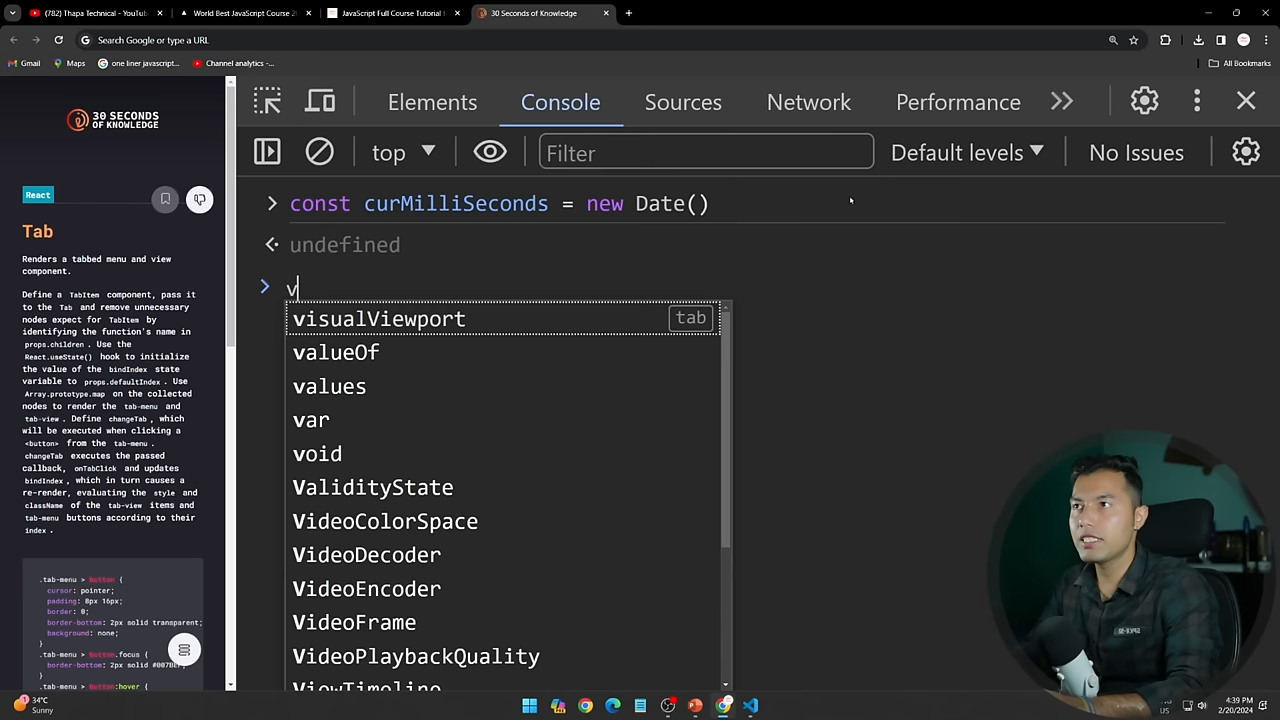 (782) Thapa Technical - YouTub
World Best JavaScript Course 2
JavaScript Full Course Tutorial
30 Seconds of Knowledge
Search Google or type a URL
Gmail
Maps
one liner javascript...
Channel analytics -...
All Bookmarks
30 SECONDS
OF KNOWLEDGE
React
Tab
Renders a tabbed menu and view
component.
Define a TabItem component, pass it
to the Tab and remove unnecessary
nodes expect for TabItem by
identifying the function's name in
props.children . Use the
React.useState() hook to initialize
the value of the bindIndex state
variable to props.defaultIndex . Use
Array.prototype.map on the collected
nodes to render the tab-menu and
tab-view . Define changeTab , which
will be executed when clicking a
<button> from the tab-menu .
changeTab executes the passed
callback, onTabClick and updates
bindIndex , which in turn causes a
re-render, evaluating the style and
className of the tab-view items and
tab-menu buttons according to their
index .
.tab-menu > button {
cursor: pointer;
padding: 8px 16px;
border: 0;
border-bottom: 2px solid transparent;
background: none;
}
.tab-menu > button.focus {
border-bottom: 2px solid #007BEF;
}
.tab-menu > button:hover {
Elements
Console
Sources
Network
Performance
top
Filter
Default levels
No Issues
const curMilliSeconds = new Date()
undefined
v
visualViewport
tab
valueOf
values
var
void
ValidityState
VideoColorSpace
VideoDecoder
VideoEncoder
VideoFrame
VideoPlaybackQuality
ViewTimeline
34°C
Sunny
US
4:39 PM
2/20/2024